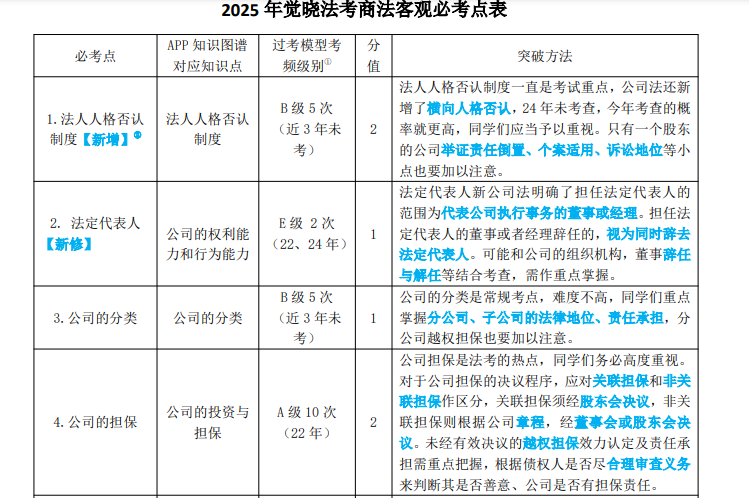 2025 年觉晓法考商法客观必考点表
必考点
APP 知识图谱
对应知识点
过考模型考
频级别①
分
值
突破方法
1.法人人格否认
制度【新增】
法人人格否认
制度
B 级 5 次
（近 3 年未
考）
2
法人人格否认制度一直是考试重点，公司法还新
增了横向人格否认，24 年未考查，今年考查的概
率就更高，同学们应当予以重视。只有一个股东
的公司举证责任倒置、个案适用、诉讼地位等小
点也要加以注意。
2. 法定代表人
【新修】
公司的权利能
力和行为能力
E 级 2 次
（22、24 年）
1
法定代表人新公司法明确了担任法定代表人的
范围为代表公司执行事务的董事或经理。担任法
定代表人的董事或者经理辞任的，视为同时辞去
法定代表人。可能和公司的组织机构，董事辞任
与解任等结合考查，需作重点掌握。
3.公司的分类
公司的分类
B 级 5 次
（近 3 年未
考）
1
公司的分类是常规考点，难度不高，同学们重点
掌握分公司、子公司的法律地位、责任承担，分
公司越权担保也要加以注意。
4.公司的担保
公司的投资与
担保
A 级 10 次
（22 年）
2
公司担保是法考的热点，同学们务必高度重视。
对于公司担保的决议程序，应对关联担保和非关
联担保作区分，关联担保须经股东会决议，非关
联担保则根据公司章程，经董事会或股东会决
议。未经有效决议的越权担保效力认定及责任承
担需重点把握，根据债权人是否尽合理审查义务
来判断其是否善意、公司是否有担保责任。